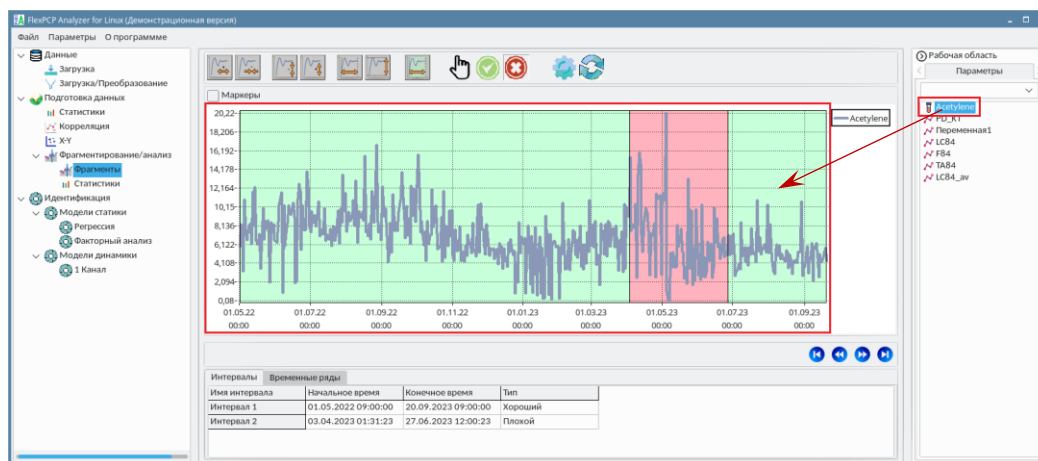 FlexPCP Analyzer for Linux (Демонстрационная версия)
Файл Параметры О программме
Данные
Загрузка
Загрузка/Преобразование
Подготовка данных
Статистики
Корреляция
X-Y
Фрагментирование/анализ
Фрагменты
Статистики
Идентификация
Модели статики
Регрессия
Факторный анализ
Модели динамики
1 Канал
Маркеры
20,22
18,206
16,192
14,178
12,164
10,15
8,136
6,122
4,108
2,094
0,08
01.05.22 01.07.22 01.09.22 01.11.22 01.01.23 01.03.23 01.05.23 01.07.23 01.09.23
00:00 00:00 00:00 00:00 00:00 00:00 00:00 00:00 00:00
Acetylene
Интервалы Временные ряды
Имя интервала Начальное время Конечное время Тип
Интервал 1 01.05.2022 09:00:00 20.09.2023 09:00:00 Хороший
Интервал 2 03.04.2023 01:31:23 27.06.2023 12:00:23 Плохой
Рабочая область
Параметры
Acetylene
PD_KT
Переменная1
LC84
F84
TA84
LC84_av